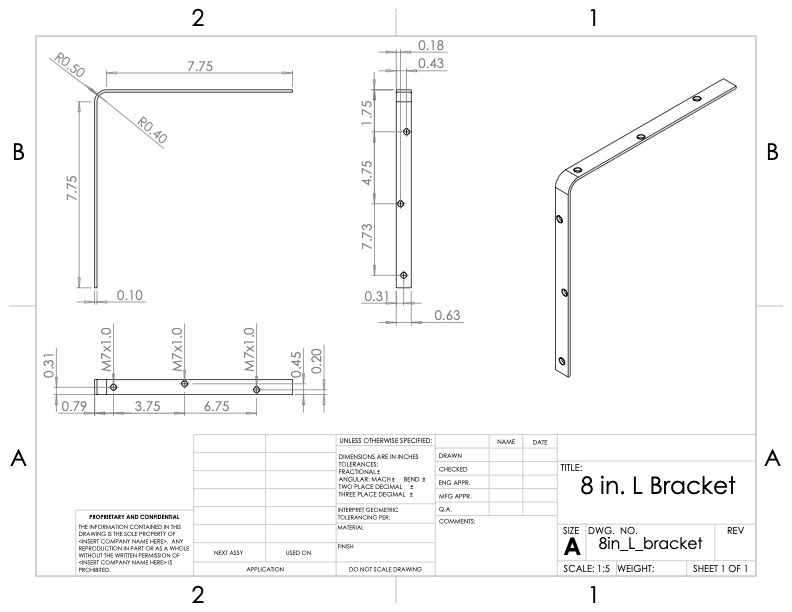 2
1
B
B
A
A
2
1
R0.50
7.75
R0.40
7.75
0.10
0.18
0.43
1.75
4.75
7.73
0.31
0.63
0.31
M7x1.0
M7x1.0
M7x1.0
0.45
0.20
0.79
3.75
6.75
PROPRIETARY AND CONFIDENTIAL
THE INFORMATION CONTAINED IN THIS
DRAWING IS THE SOLE PROPERTY OF
<INSERT COMPANY NAME HERE>. ANY
REPRODUCTION IN PART OR AS A WHOLE
WITHOUT THE WRITTEN PERMISSION OF
<INSERT COMPANY NAME HERE> IS
PROHIBITED.
NEXT ASSY
USED ON
APPLICATION
UNLESS OTHERWISE SPECIFIED:
DIMENSIONS ARE IN INCHES
TOLERANCES:
FRACTIONAL ±
ANGULAR: MACH ± BEND ±
TWO PLACE DECIMAL ±
THREE PLACE DECIMAL ±
INTERPRET GEOMETRIC
TOLERANCING PER:
MATERIAL
FINISH
DO NOT SCALE DRAWING
NAME
DATE
DRAWN
CHECKED
ENG APPR.
MFG APPR.
Q.A.
COMMENTS:
TITLE:
8 in. L Bracket
SIZE
A
DWG. NO.
8in_L_bracket
REV
SCALE: 1:5
WEIGHT:
SHEET 1 OF 1